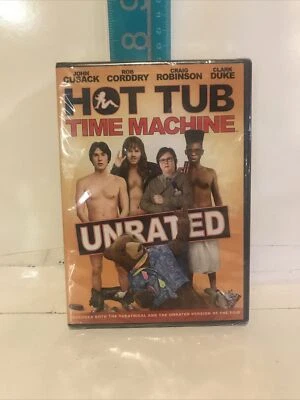 8
JOHN CUSACK ROB CORDDRY CRAIG ROBINSON CLARK DUKE
HOT TUB
TIME MACHINE
UNRATED
BOTH THE THEATRICAL AND THE UNRATED VERSION OF THE FILM